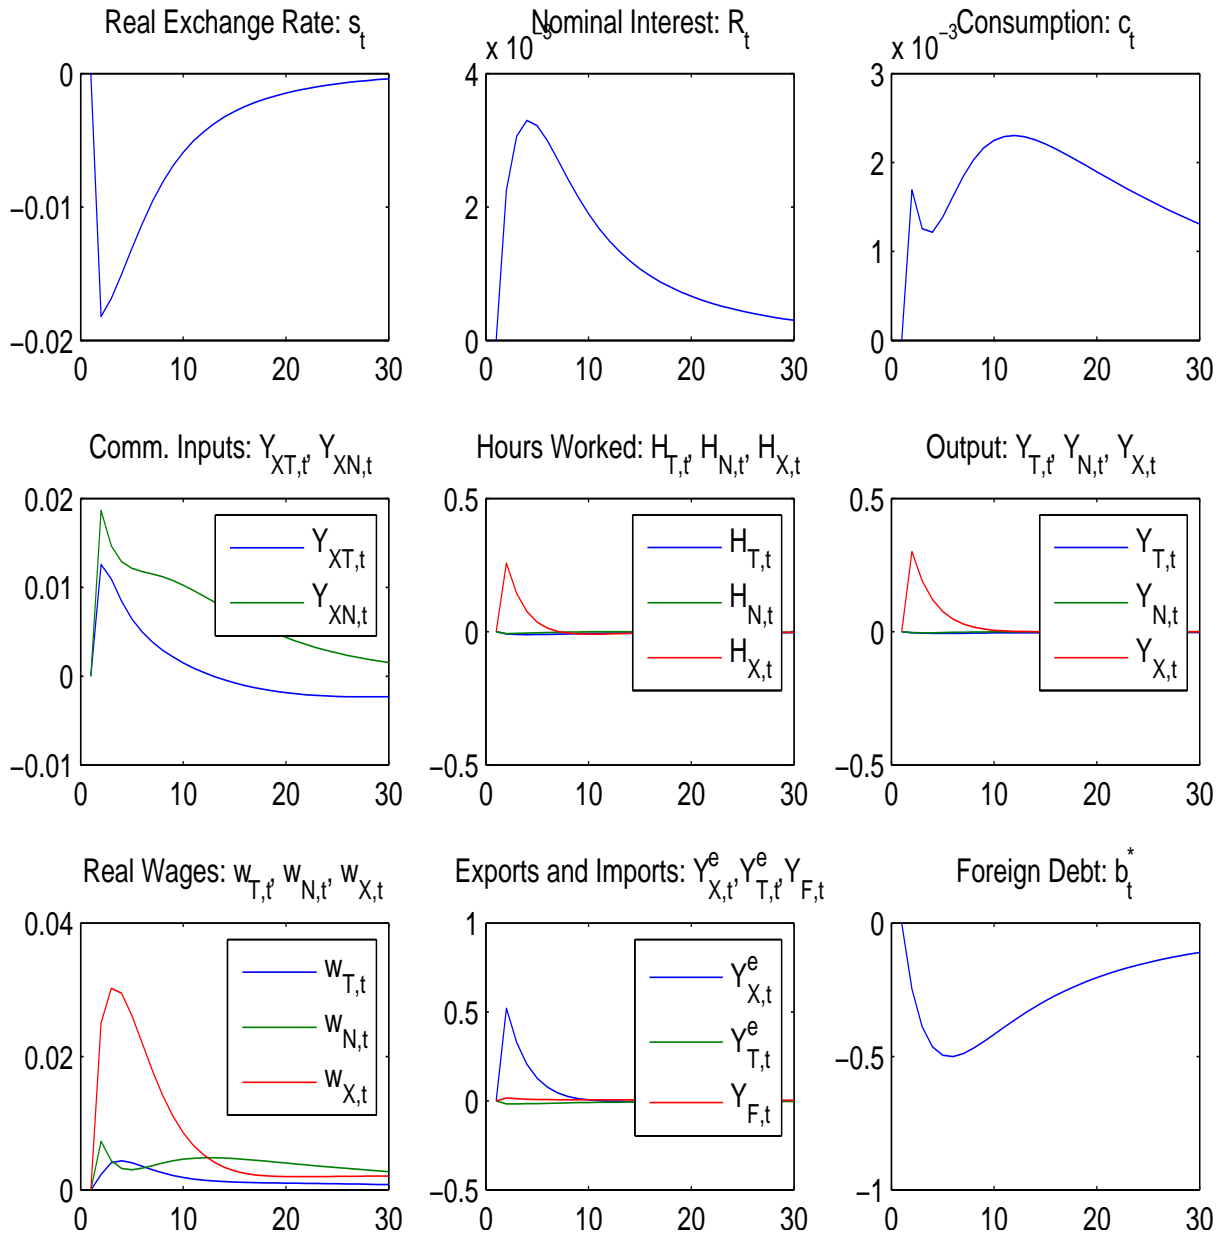 Real Exchange Rate: s_t
Nominal Interest: R_t
Consumption: c_t
x 10^−3
x 10^−3
0
−0.01
−0.02
0 10 20 30
4
2
0
0 10 20 30
3
2
1
0
0 10 20 30
Comm. Inputs: Y_XT,t, Y_XN,t
Hours Worked: H_T,t, H_N,t, H_X,t
Output: Y_T,t, Y_N,t, Y_X,t
0.02
0.01
0
−0.01
0 10 20 30
Y_XT,t
Y_XN,t
0.5
0
−0.5
0 10 20 30
H_T,t
H_N,t
H_X,t
0.5
0
−0.5
0 10 20 30
Y_T,t
Y_N,t
Y_X,t
Real Wages: w_T,t, w_N,t, w_X,t
Exports and Imports: Y^e_X,t, Y^e_T,t, Y_F,t
Foreign Debt: b^*_t
0.04
0.02
0
0 10 20 30
w_T,t
w_N,t
w_X,t
1
0.5
0
−0.5
0 10 20 30
Y^e_X,t
Y^e_T,t
Y_F,t
0
−0.5
−1
0 10 20 30